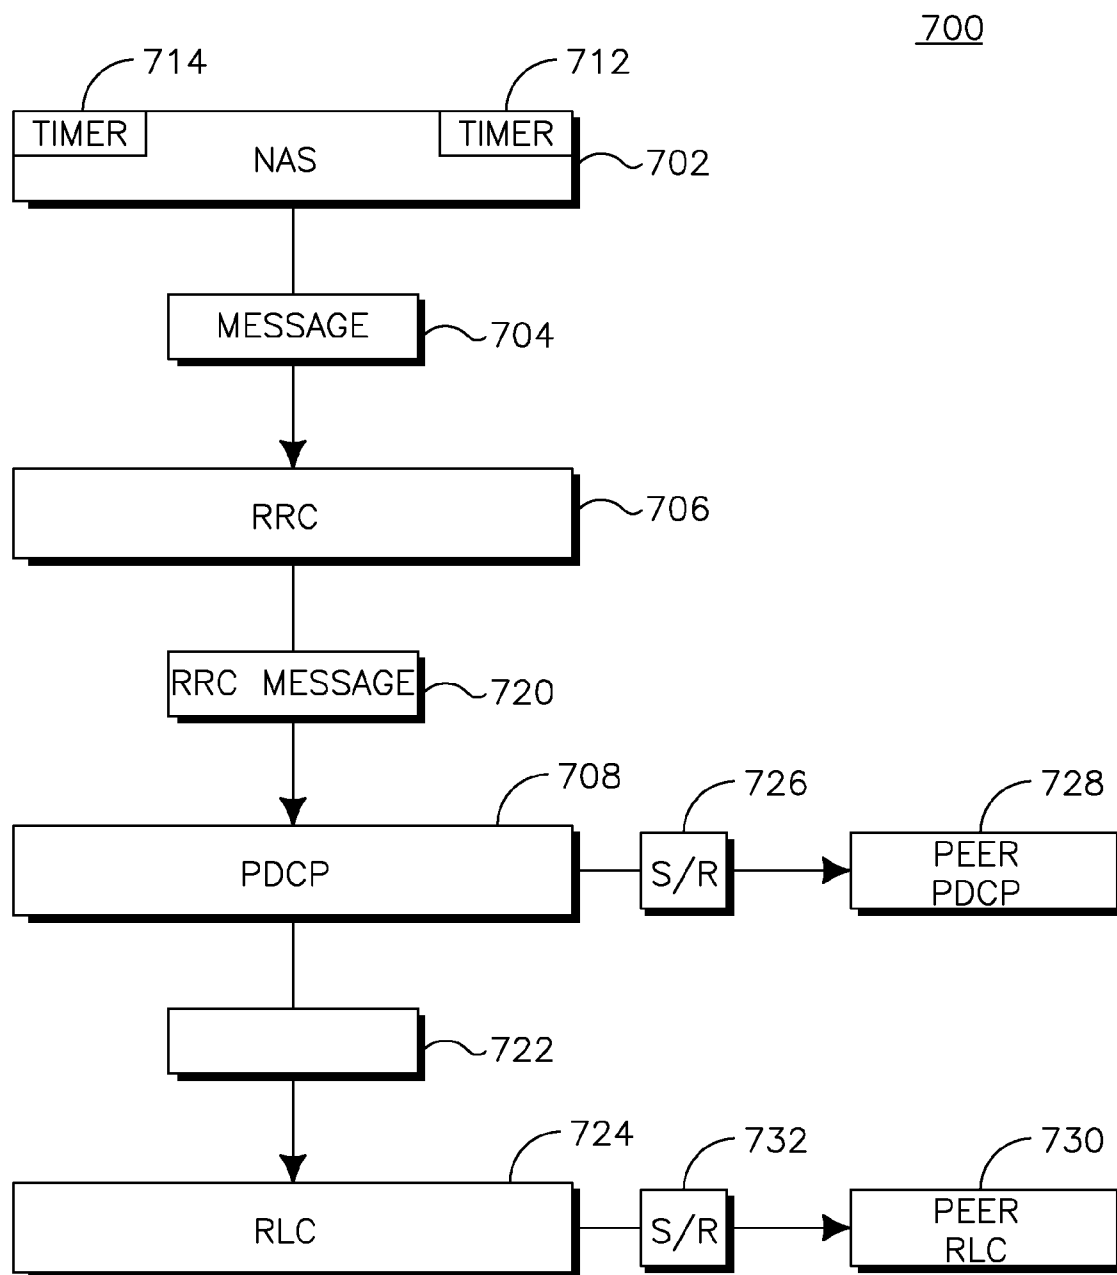 700
714
712
TIMER
TIMER
NAS
702
MESSAGE
704
RRC
706
RRC MESSAGE
720
708
726
728
PDCP
S/R
PEER
PDCP
722
724
732
730
RLC
S/R
PEER
RLC